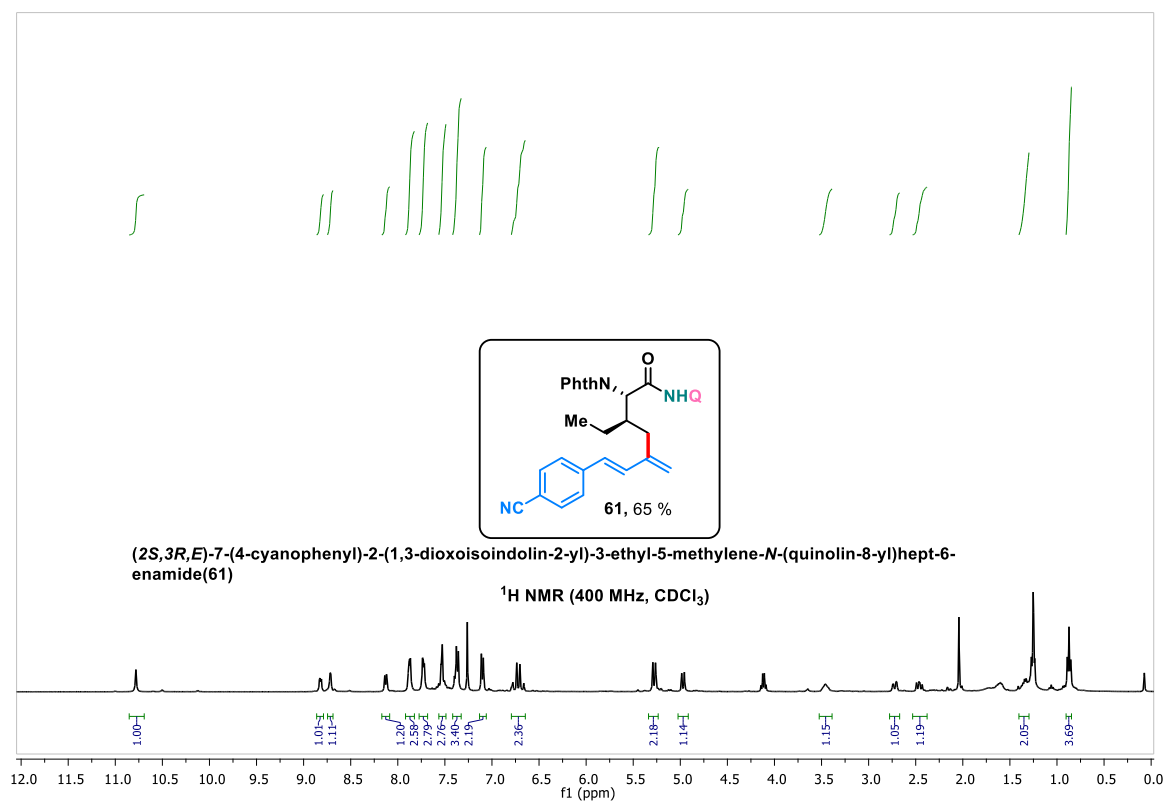 O
PhthN
NHQ
Me
NC
61, 65 %
(2S,3R,E)-7-(4-cyanophenyl)-2-(1,3-dioxoisoindolin-2-yl)-3-ethyl-5-methylene-N-(quinolin-8-yl)hept-6-
enamide(61)
¹H NMR (400 MHz, CDCl₃)
1.00 1.01 1.11 1.20 2.58 2.79 2.76 3.40 2.19 2.36 2.18 1.14 1.15 1.05 1.19 2.05 3.69
12.0 11.5 11.0 10.5 10.0 9.5 9.0 8.5 8.0 7.5 7.0 6.5 6.0 5.5 5.0 4.5 4.0 3.5 3.0 2.5 2.0 1.5 1.0 0.5 0.0
f1 (ppm)